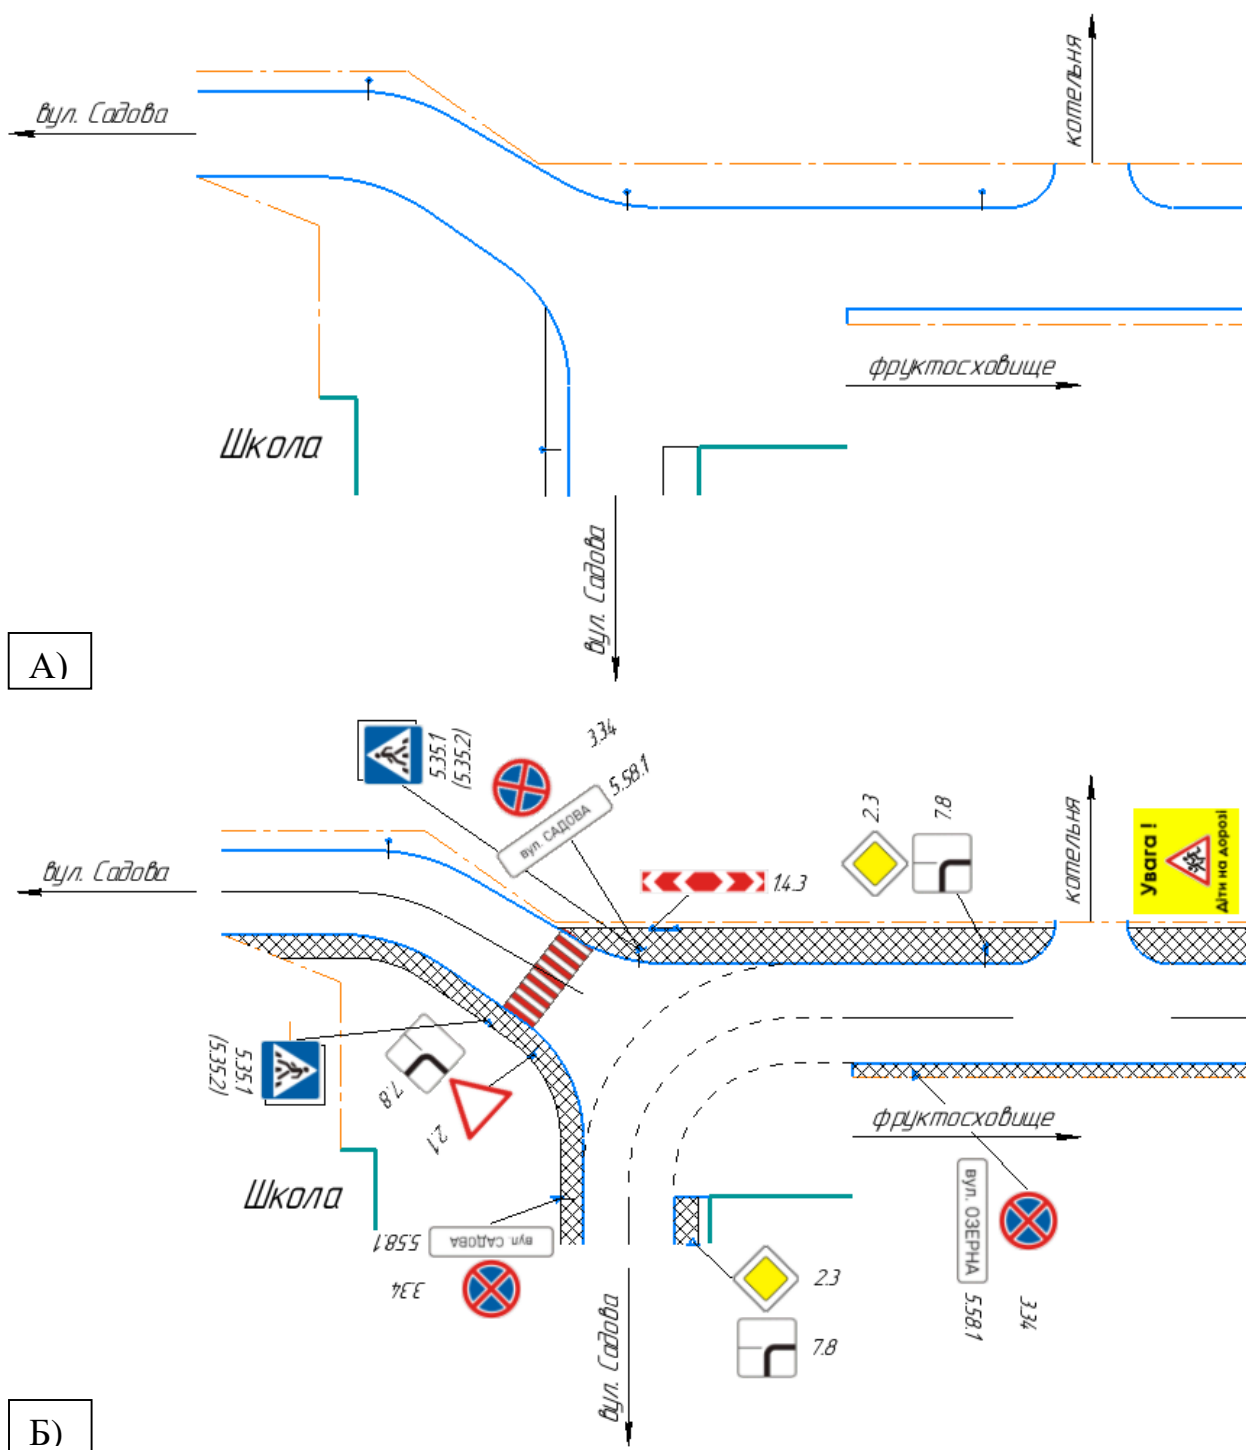 вул. Садова
котельня
фруктосховище
Школа
вул. Садова
А)
5.35.1
(5.35.2)
3.34
5.58.1
вул. САДОВА
1.4.3
2.3
7.8
котельня
Увага !
Діти на дорозі
вул. Садова
5.35.1
(5.35.2)
7.8
2.1
фруктосховище
Школа
5.58.1
вул. САДОВА
3.34
вул. ОЗЕРНА
5.58.1
3.34
2.3
7.8
вул. Садова
Б)